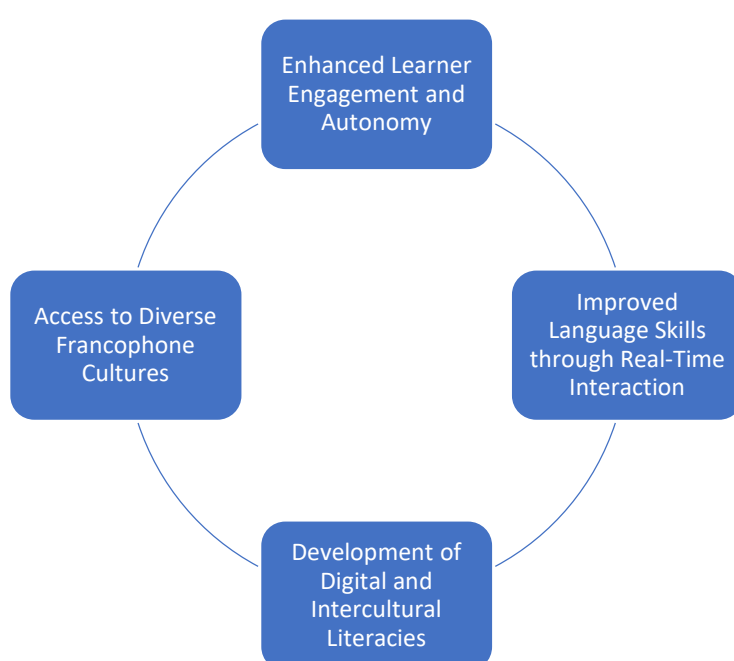 Enhanced Learner
Engagement and
Autonomy
Access to Diverse
Francophone
Cultures
Improved
Language Skills
through Real-Time
Interaction
Development of
Digital and
Intercultural
Literacies